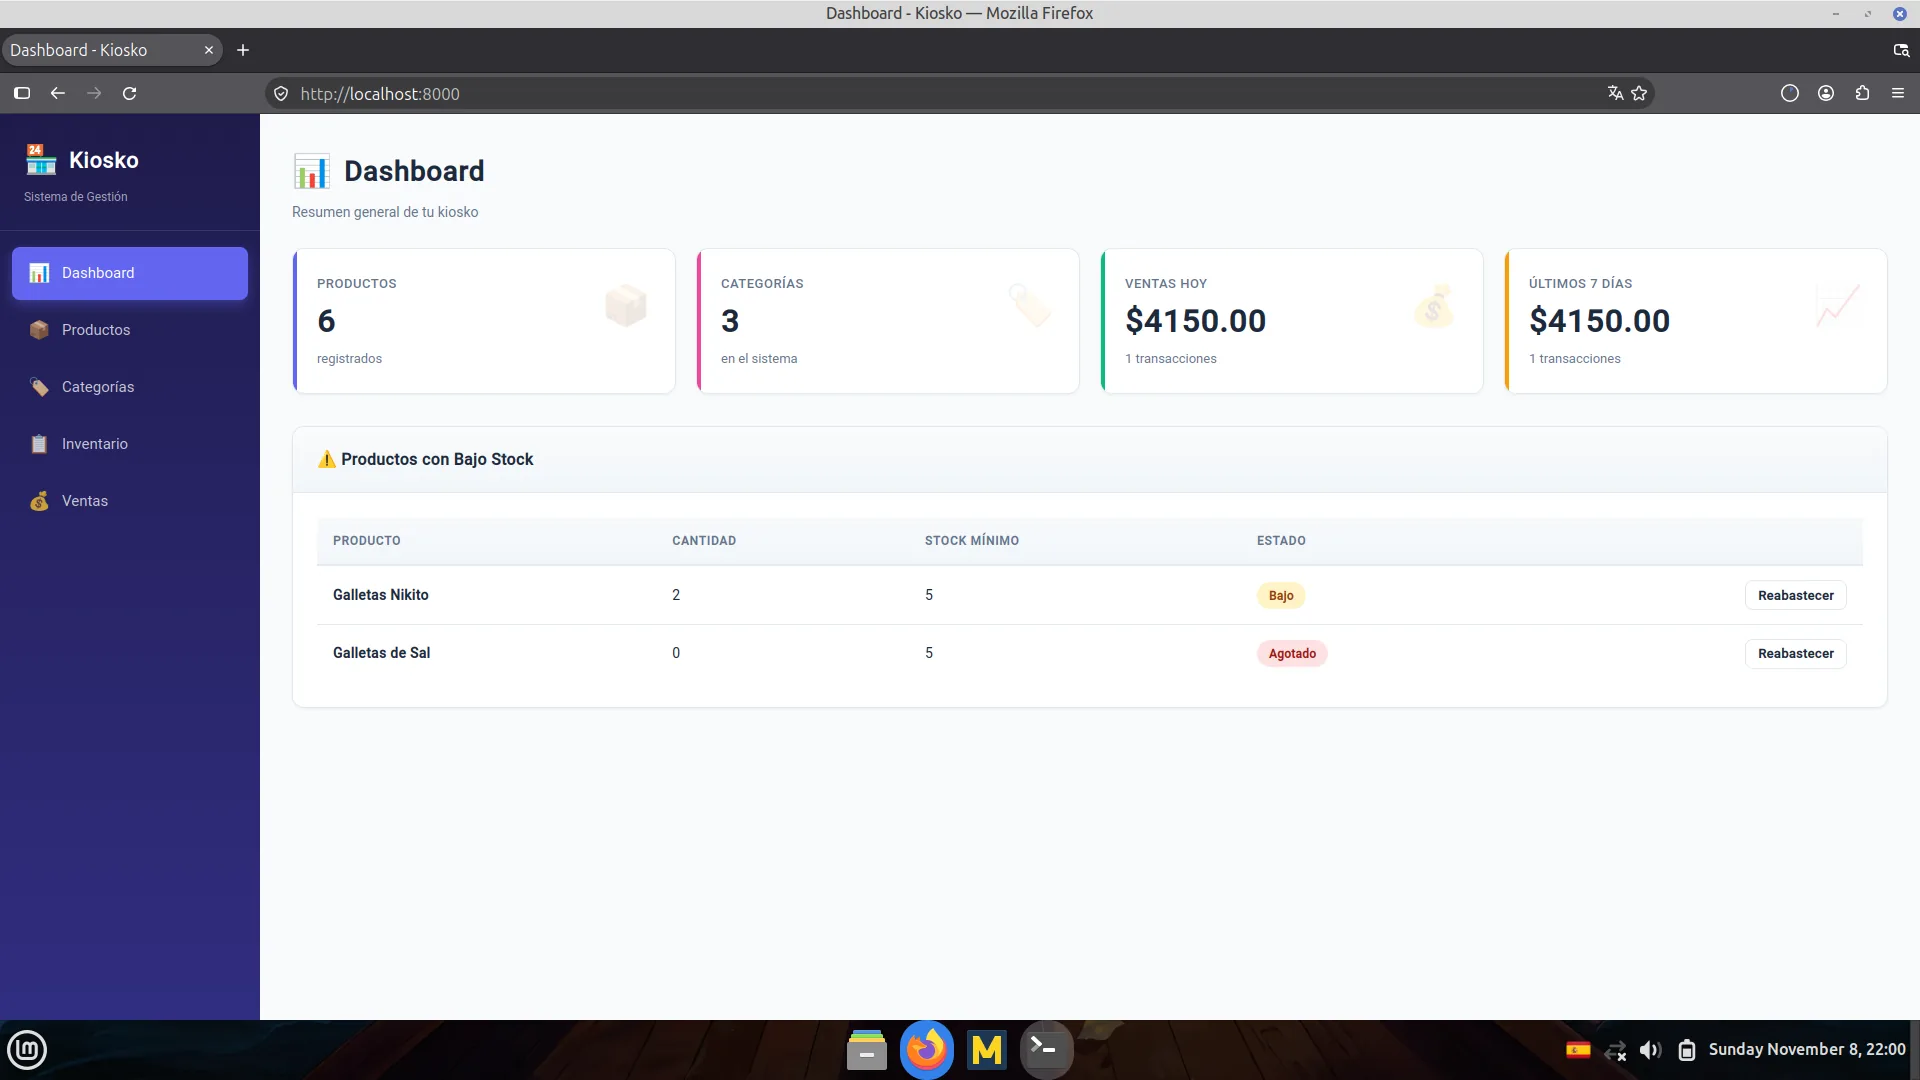 Dashboard - Kiosko — Mozilla Firefox
Dashboard - Kiosko
http://localhost:8000
24
Kiosko
Sistema de Gestión
Dashboard
Productos
Categorías
Inventario
Ventas
Dashboard
Resumen general de tu kiosko
PRODUCTOS
6
registrados
CATEGORÍAS
3
en el sistema
VENTAS HOY
$4150.00
1 transacciones
ÚLTIMOS 7 DÍAS
$4150.00
1 transacciones
Productos con Bajo Stock
PRODUCTO CANTIDAD STOCK MÍNIMO ESTADO
Galletas Nikito 2 5 Bajo Reabastecer
Galletas de Sal 0 5 Agotado Reabastecer
M
Sunday November 8, 22:00